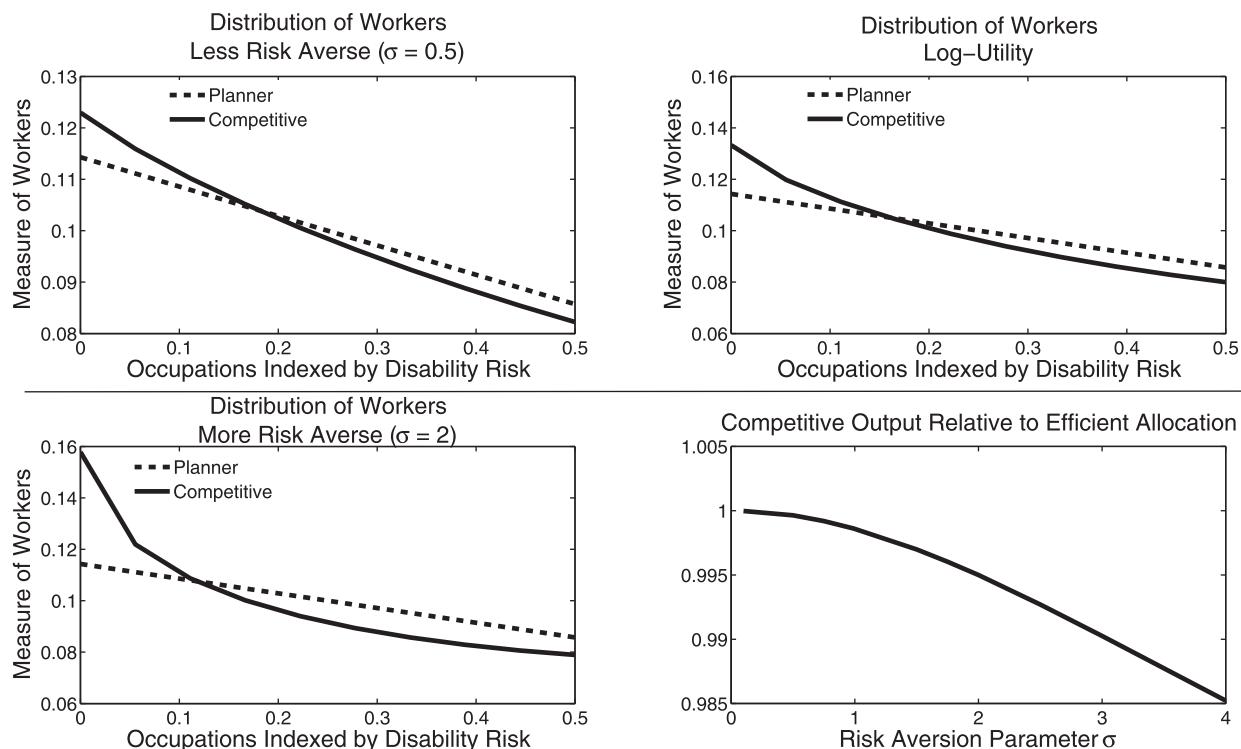 Distribution of Workers
Less Risk Averse (σ = 0.5)
0.13
0.12
0.11
0.1
0.09
0.08
Measure of Workers
Planner
Competitive
0 0.1 0.2 0.3 0.4 0.5
Occupations Indexed by Disability Risk
Distribution of Workers
Log−Utility
0.16
0.14
0.12
0.1
0.08
0.06
Measure of Workers
Planner
Competitive
0 0.1 0.2 0.3 0.4 0.5
Occupations Indexed by Disability Risk
Distribution of Workers
More Risk Averse (σ = 2)
0.16
0.14
0.12
0.1
0.08
0.06
Measure of Workers
Planner
Competitive
0 0.1 0.2 0.3 0.4 0.5
Occupations Indexed by Disability Risk
Competitive Output Relative to Efficient Allocation
1.005
1
0.995
0.99
0.985
0 1 2 3 4
Risk Aversion Parameter σ